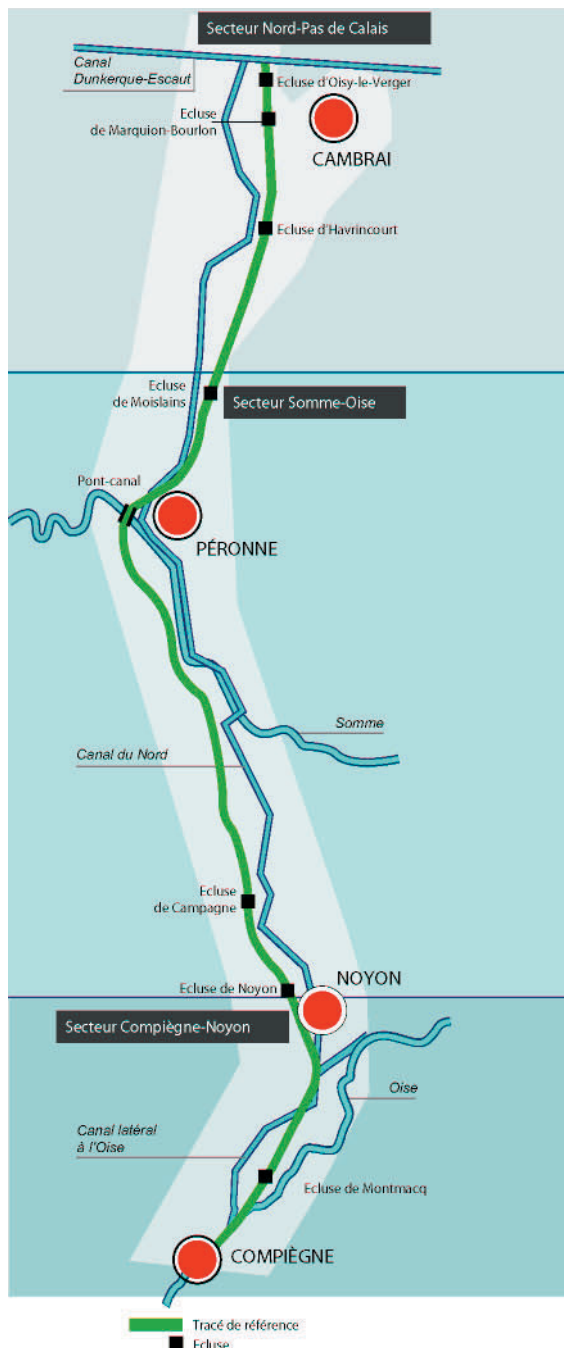 Secteur Nord-Pas de Calais
Canal
Dunkerque-Escaut
Ecluse d'Oisy-le-Verger
Ecluse
de Marquion-Bourlon
CAMBRAI
Ecluse d'Havrincourt
Ecluse
de Moislains
Secteur Somme-Oise
Pont-canal
PÉRONNE
Somme
Canal du Nord
Ecluse
de Campagne
NOYON
Ecluse de Noyon
Secteur Compiègne-Noyon
Oise
Canal latéral
à l'Oise
Ecluse de Montmacq
COMPIÈGNE
Tracé de référence
Ecluse